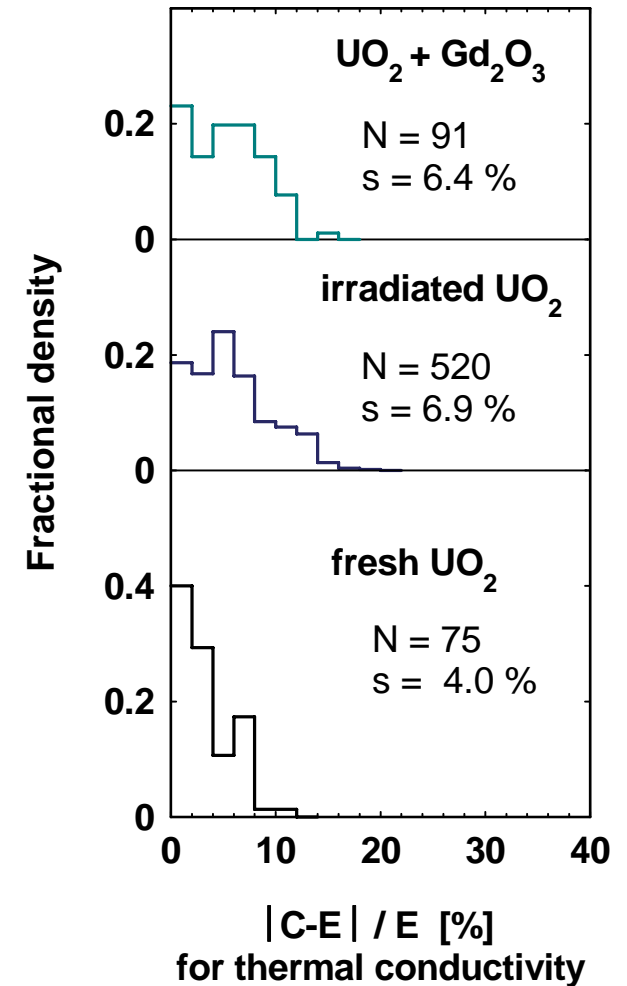 Fractional density
0.2
0
UO2 + Gd2O3
N = 91
s = 6.4 %
0.2
0
irradiated UO2
N = 520
s = 6.9 %
0.4
0.2
0
fresh UO2
N = 75
s = 4.0 %
0 10 20 30 40
|C-E| / E [%]
for thermal conductivity